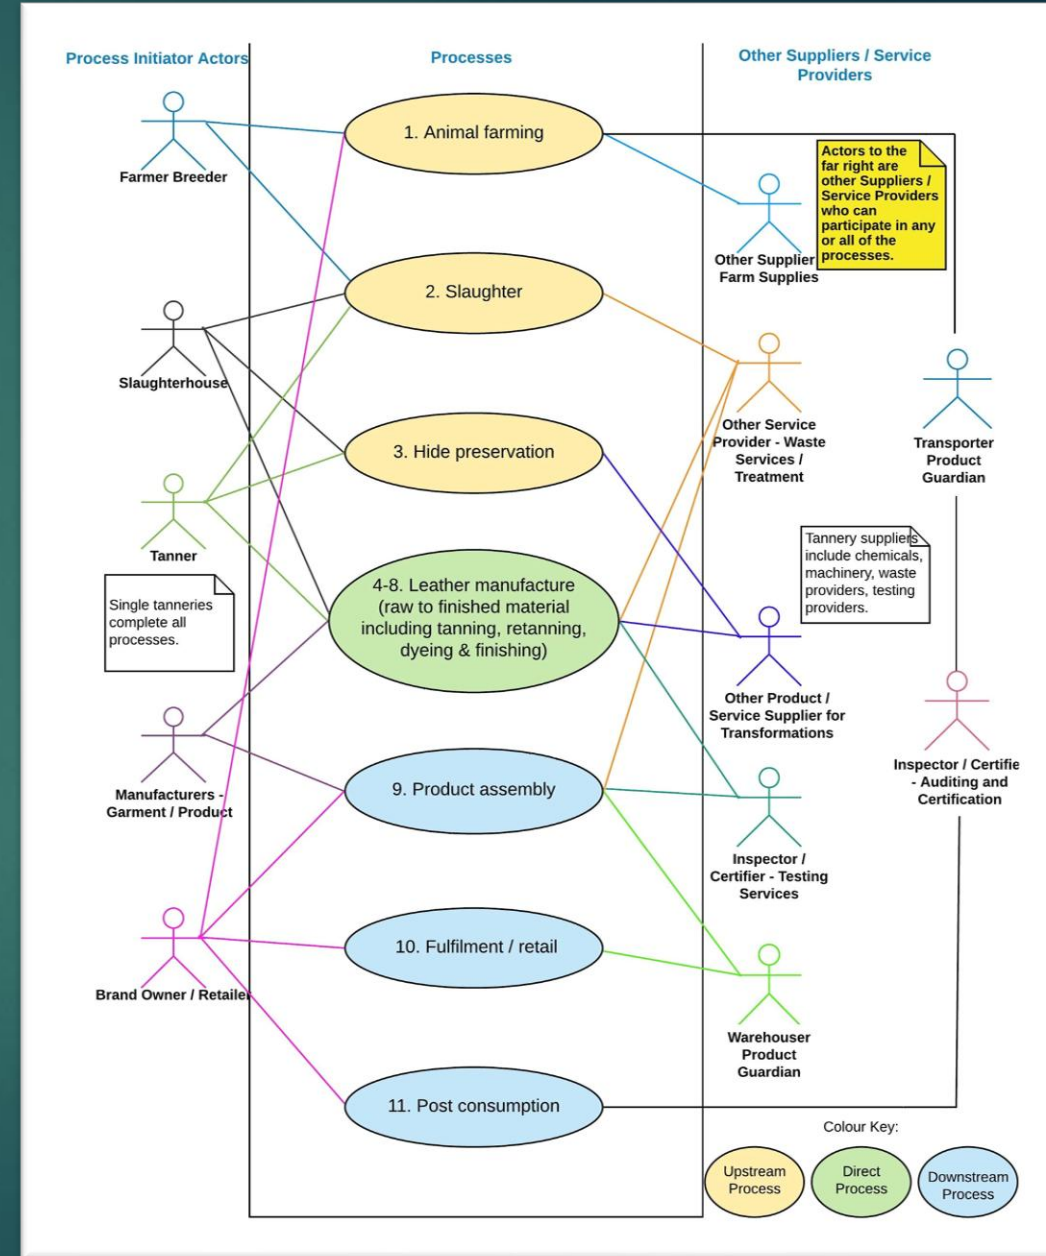 Process Initiator Actors
Processes
Other Suppliers / Service
Providers
Farmer Breeder
1. Animal farming
Actors to the
far right are
other Suppliers /
Service Providers
who can
participate in any
or all of the
processes.
Other Supplier
Farm Supplies
2. Slaughter
Slaughterhouse
Other Service
Provider - Waste
Services /
Treatment
Transporter
Product
Guardian
3. Hide preservation
Tanner
Single tanneries
complete all
processes.
4-8. Leather manufacture
(raw to finished material
including tanning, retanning,
dyeing & finishing)
Tannery suppliers
include chemicals,
machinery, waste
providers, testing
providers.
Other Product /
Service Supplier for
Transformations
Inspector / Certifie
- Auditing and
Certification
Manufacturers -
Garment / Product
9. Product assembly
Inspector /
Certifier - Testing
Services
Brand Owner / Retailer
10. Fulfilment / retail
Warehouser
Product
Guardian
11. Post consumption
Colour Key:
Upstream
Process
Direct
Process
Downstream
Process